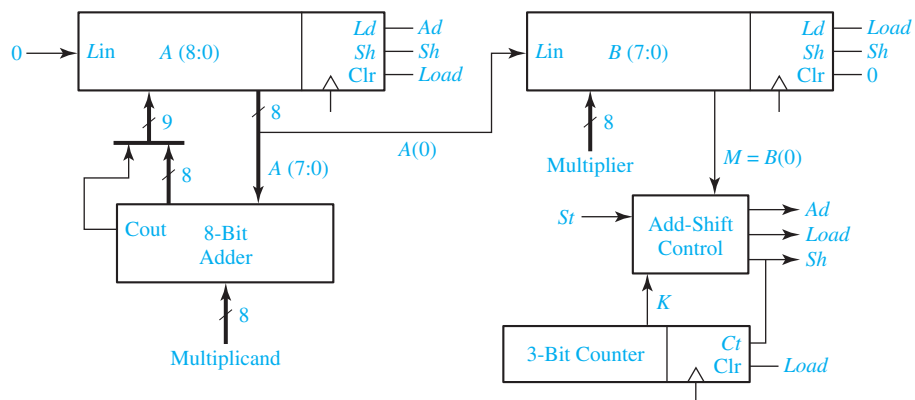 0
Lin
A (8:0)
Ld
Sh
Clr
Ad
Sh
Load
Lin
B (7:0)
Ld
Sh
Clr
Load
Sh
0
9
8
A(0)
8
Multiplier
M = B(0)
8
A (7:0)
Cout
8-Bit
Adder
St
Add-Shift
Control
Ad
Load
Sh
8
Multiplicand
K
3-Bit Counter
Ct
Clr
Load